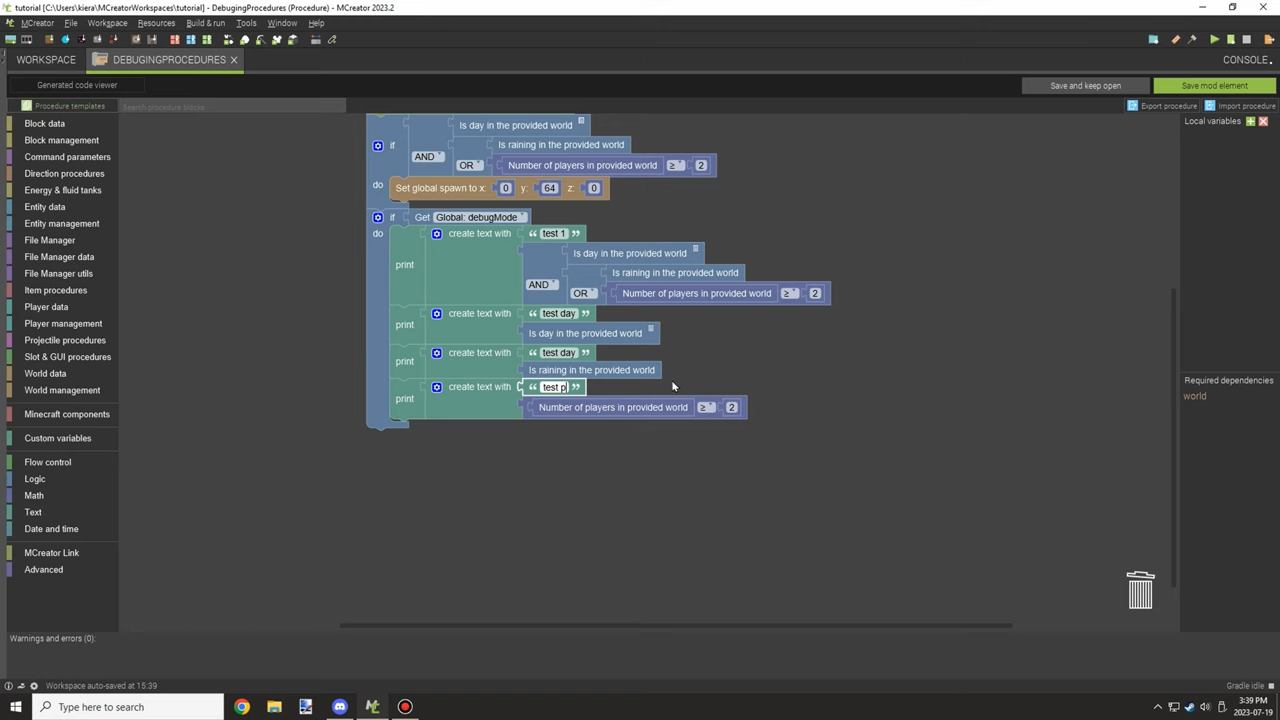 tutorial [C:\Users\kiera\MCreatorWorkspaces\tutorial] - DebugingProcedures (Procedure) - MCreator 2023.2
MCreator File Workspace Resources Build & run Tools Window Help
WORKSPACE DEBUGINGPROCEDURES CONSOLE
Generated code viewer Save and keep open Save mod element
Procedure templates Search procedure blocks Export procedure Import procedure
Block data
Block management
Command parameters
Direction procedures
Energy & fluid tanks
Entity data
Entity management
File Manager
File Manager data
File Manager utils
Item procedures
Player data
Player management
Projectile procedures
Slot & GUI procedures
World data
World management
Minecraft components
Custom variables
Flow control
Logic
Math
Text
Date and time
MCreator Link
Advanced
Is day in the provided world
if AND Is raining in the provided world
OR Number of players in provided world ≥ 2
do Set global spawn to x: 0 y: 64 z: 0
if Get Global: debugMode
do print create text with “ test 1 ”
Is day in the provided world
AND Is raining in the provided world
OR Number of players in provided world ≥ 2
print create text with “ test day ”
Is day in the provided world
print create text with “ test day ”
Is raining in the provided world
print create text with “ test p ”
Number of players in provided world ≥ 2
Local variables
Required dependencies
world
Warnings and errors (0):
Workspace auto-saved at 15:39 Gradle idle
Type here to search
3:39 PM
2023-07-19